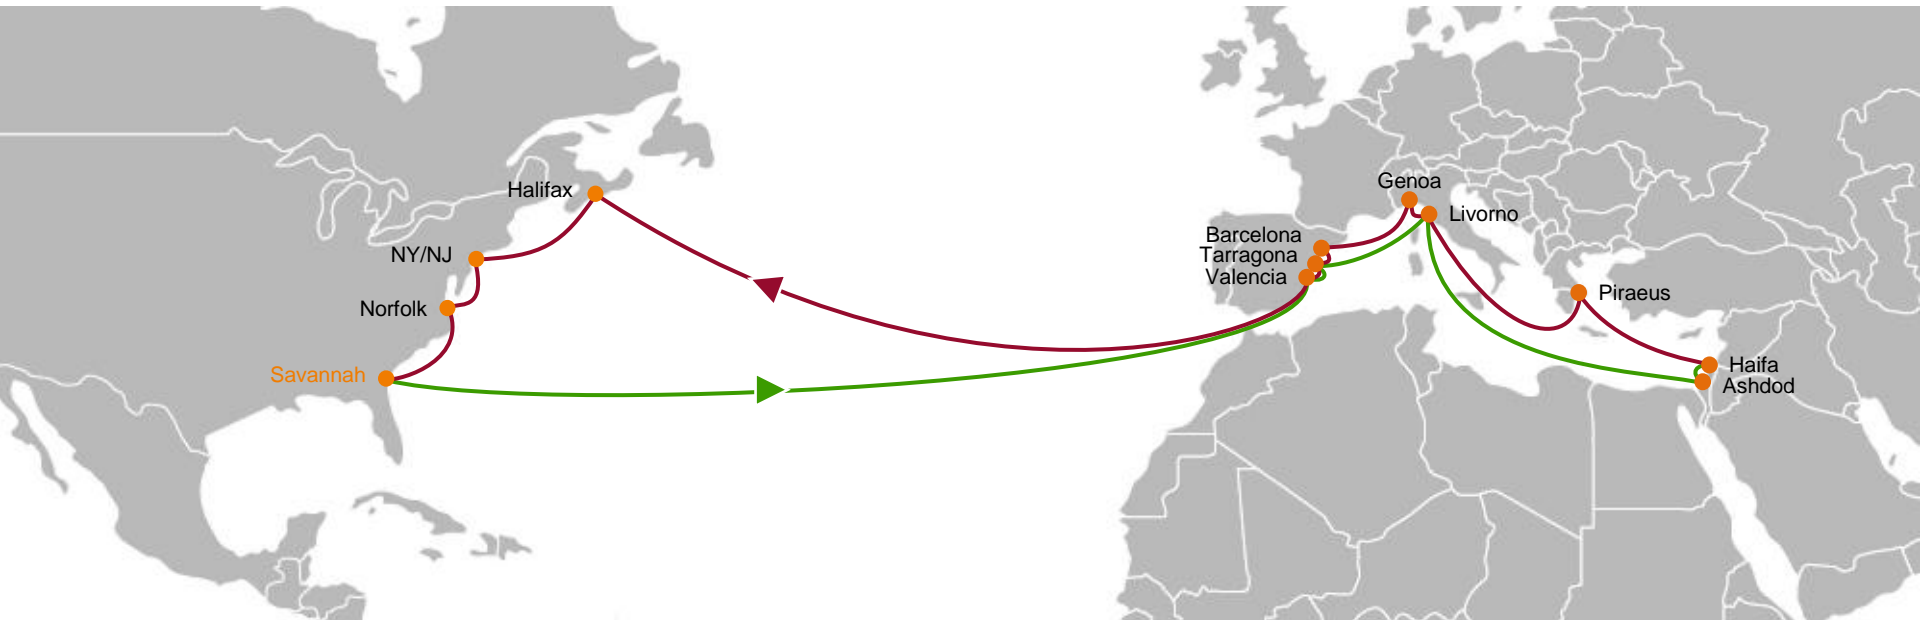 Halifax
NY/NJ
Norfolk
Savannah
Genoa
Livorno
Barcelona
Tarragona
Valencia
Piraeus
Haifa
Ashdod